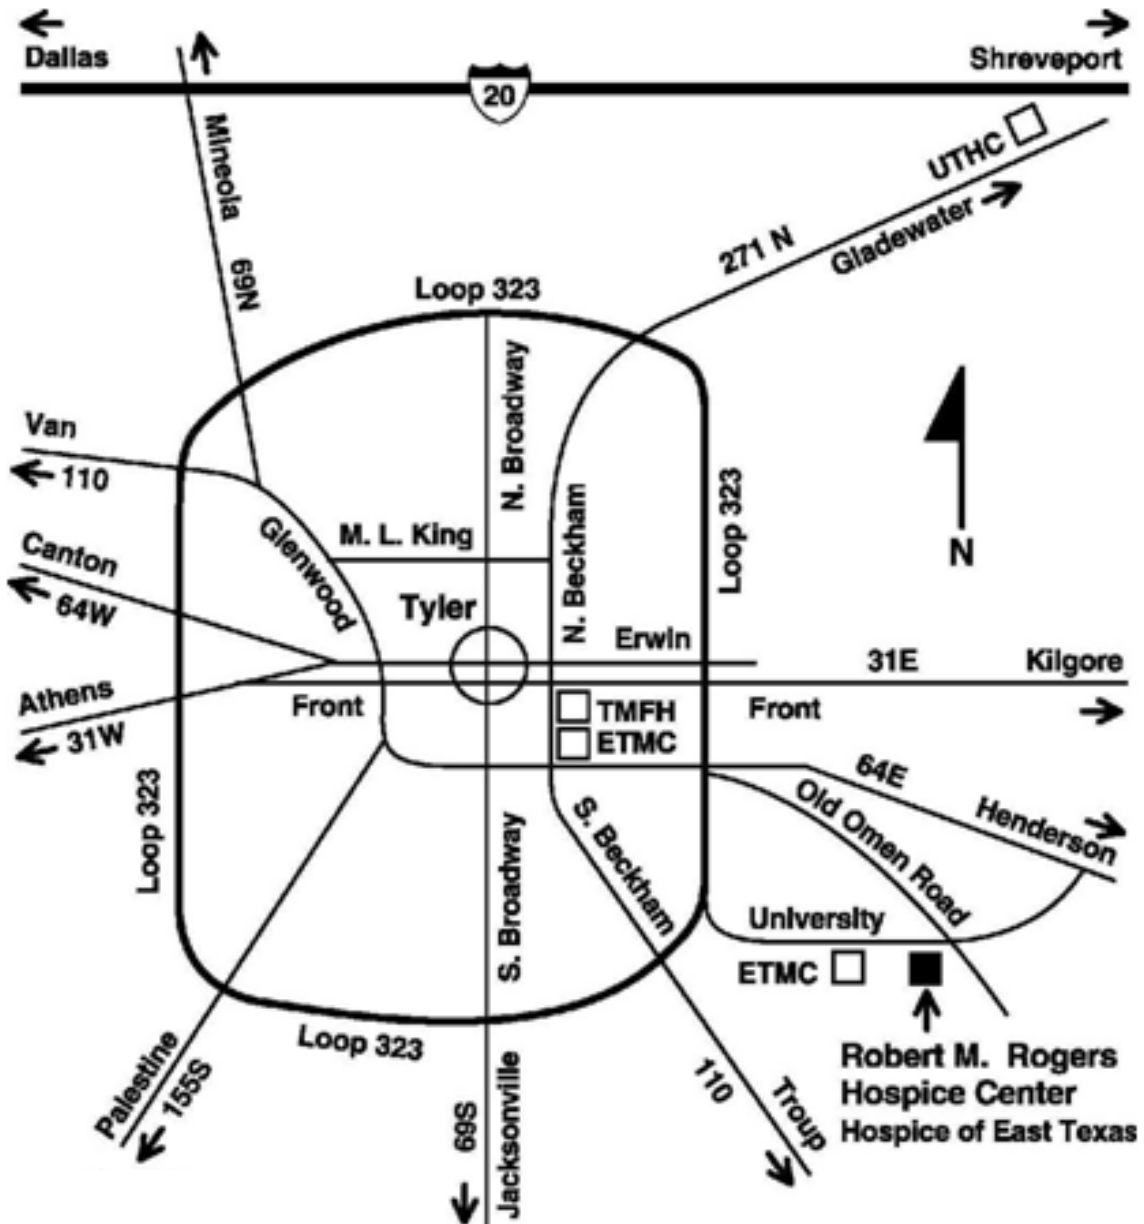 Dallas
Shreveport
20
Mineola
69N
UTHC
271 N
Gladewater
Loop 323
N. Broadway
Van
110
Glenwood
M. L. King
N. Beckham
Loop 323
N
Canton
64W
Tyler
Erwin
31E
Kilgore
Athens
31W
Front
TMFH
ETMC
Front
Loop 323
64E
Henderson
Old Omen Road
S. Broadway
S. Beckham
University
ETMC
Loop 323
Palestine
155S
69S
Jacksonville
110
Troup
Robert M. Rogers
Hospice Center
Hospice of East Texas